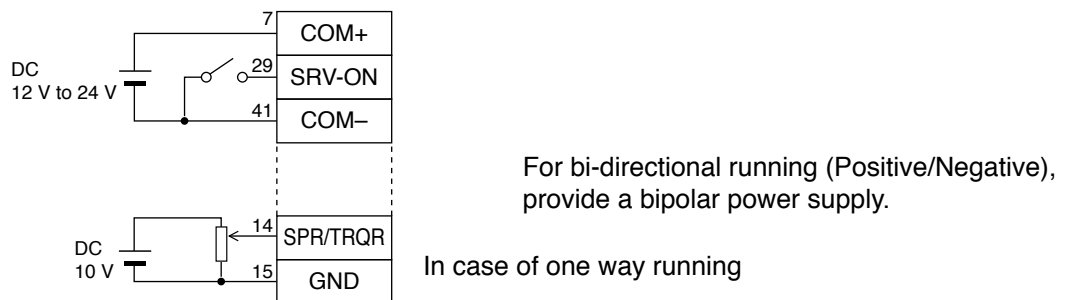 7
COM+
DC
12 V to 24 V
29
SRV-ON
41
COM–
For bi-directional running (Positive/Negative),
provide a bipolar power supply.
14
SPR/TRQR
DC
10 V
15
GND
In case of one way running